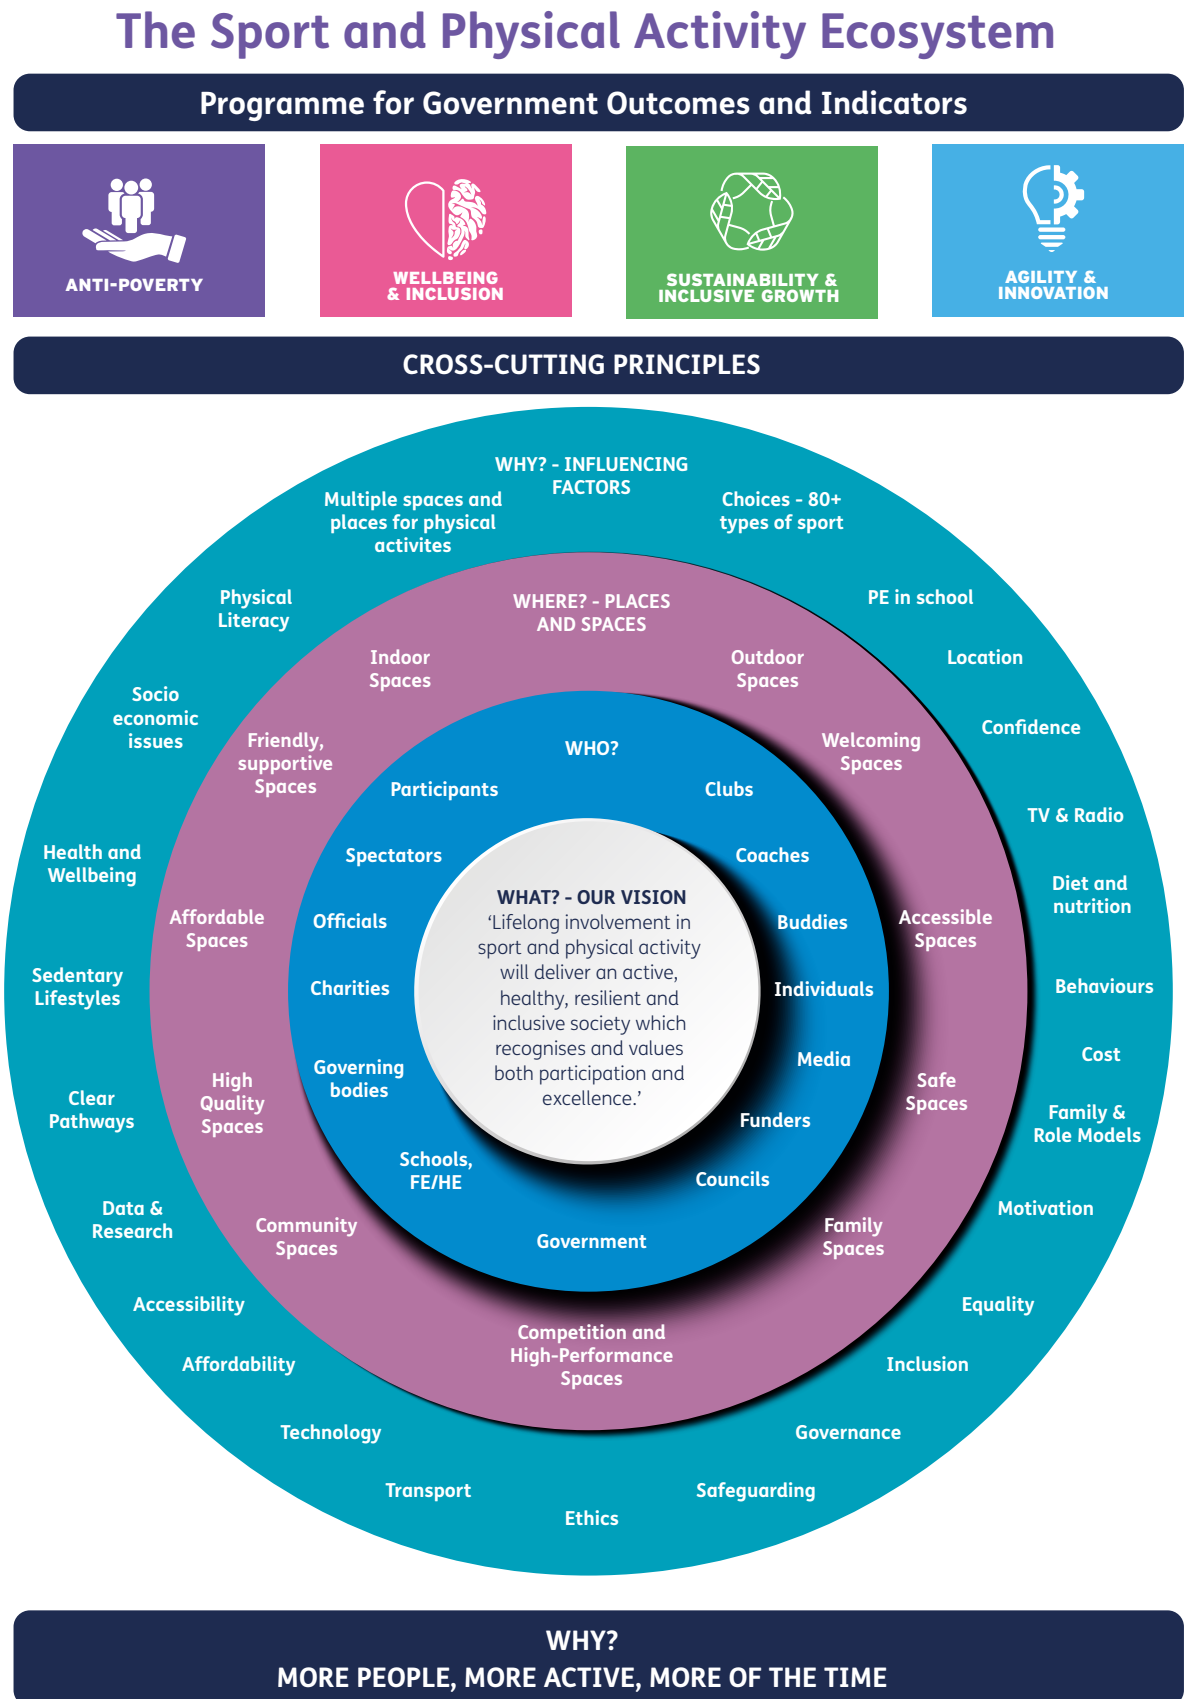 The Sport and Physical Activity Ecosystem
Programme for Government Outcomes and Indicators
ANTI-POVERTY
WELLBEING
& INCLUSION
SUSTAINABILITY &
INCLUSIVE GROWTH
AGILITY &
INNOVATION
CROSS-CUTTING PRINCIPLES
WHY? - INFLUENCING
FACTORS
Multiple spaces and
places for physical
activites
Choices - 80+
types of sport
Physical
Literacy
PE in school
Location
Socio
economic
issues
Confidence
TV & Radio
Health and
Wellbeing
Diet and
nutrition
Sedentary
Lifestyles
Behaviours
Cost
Clear
Pathways
Family &
Role Models
Data &
Research
Motivation
Accessibility
Equality
Affordability
Inclusion
Technology
Governance
Transport
Safeguarding
Ethics
WHERE? - PLACES
AND SPACES
Indoor
Spaces
Outdoor
Spaces
Friendly,
supportive
Spaces
Welcoming
Spaces
Affordable
Spaces
Accessible
Spaces
High
Quality
Spaces
Safe
Spaces
Community
Spaces
Family
Spaces
Competition and
High-Performance
Spaces
WHO?
Participants
Clubs
Spectators
Coaches
Officials
Buddies
Charities
Individuals
Governing
bodies
Media
Funders
Schools,
FE/HE
Councils
Government
WHAT? - OUR VISION
‘Lifelong involvement in
sport and physical activity
will deliver an active,
healthy, resilient and
inclusive society which
recognises and values
both participation and
excellence.’
WHY?
MORE PEOPLE, MORE ACTIVE, MORE OF THE TIME